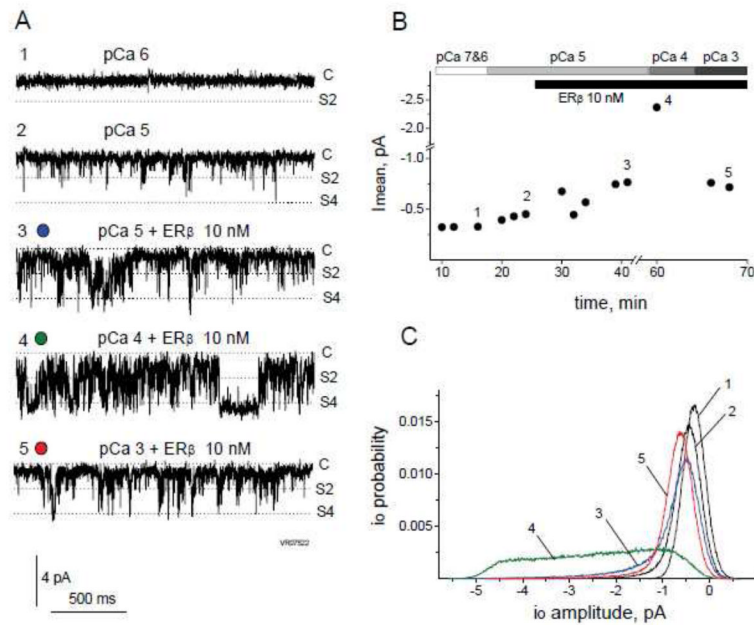 A
1 pCa 6
C
S2
2 pCa 5
C
S2
S4
3 pCa 5 + ERβ 10 nM
C
S2
S4
4 pCa 4 + ERβ 10 nM
C
S2
S4
5 pCa 3 + ERβ 10 nM
C
S2
S4
VR07522
4 pA
500 ms
B
pCa 7&6 pCa 5 pCa 4 pCa 3
ERβ 10 nM
Imean, pA
-2.5
-2.0
-1.0
-0.5
1
2
3
4
5
10 20 30 40 60 70
time, min
C
io probability
0.015
0.010
0.005
1
2
5
3
4
-5 -4 -3 -2 -1 0
io amplitude, pA